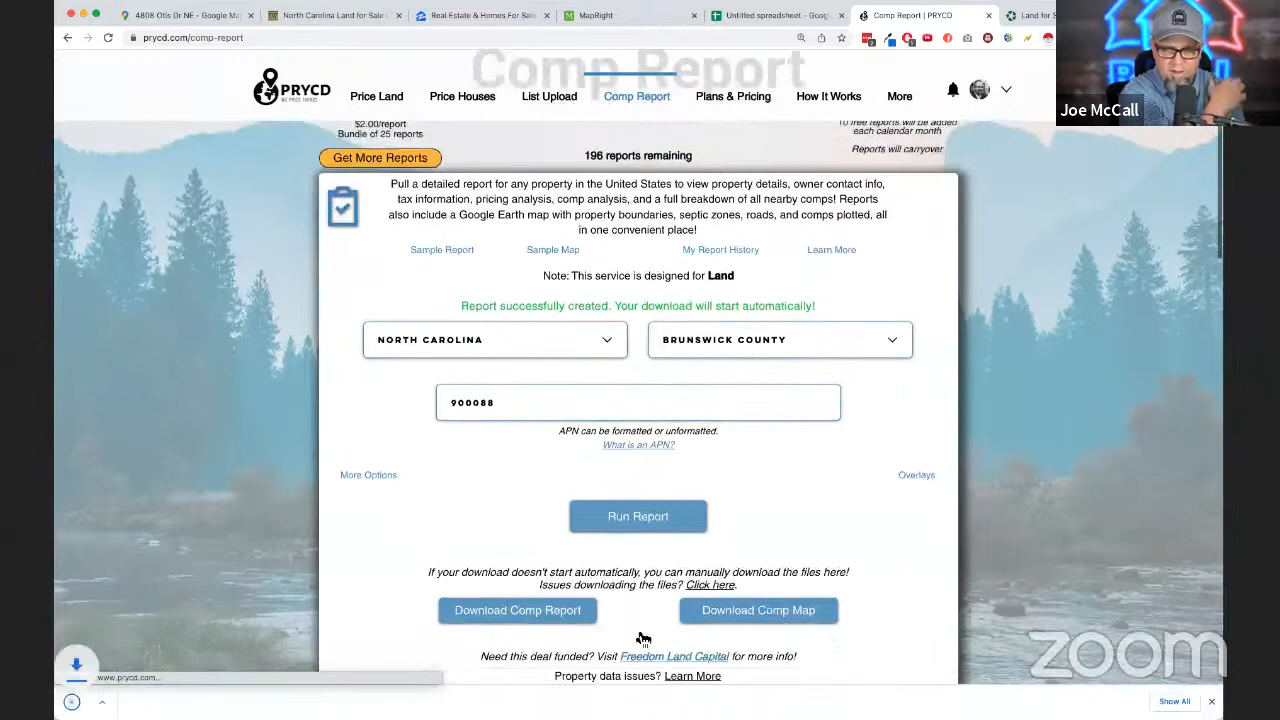 4808 Otis Dr NE - Google M
North Carolina Land for Sale
Real Estate & Homes For Sale
MapRight
Untitled spreadsheet - Goog
Comp Report | PRYCD
Land for S
prycd.com/comp-report
Comp Report
PRYCD
WE PRICE THINGS
Price Land
Price Houses
List Upload
Comp Report
Plans & Pricing
How It Works
More
Joe McCall
$2.00/report
Bundle of 25 reports
10 free reports will be added
each calendar month
Reports will carryover
Get More Reports
196 reports remaining
Pull a detailed report for any property in the United States to view property details, owner contact info,
tax information, pricing analysis, comp analysis, and a full breakdown of all nearby comps! Reports
also include a Google Earth map with property boundaries, septic zones, roads, and comps plotted, all
in one convenient place!
Sample Report
Sample Map
My Report History
Learn More
Note: This service is designed for Land
Report successfully created. Your download will start automatically!
NORTH CAROLINA
BRUNSWICK COUNTY
900088
APN can be formatted or unformatted.
What is an APN?
More Options
Overlays
Run Report
If your download doesn't start automatically, you can manually download the files here!
Issues downloading the files? Click here.
Download Comp Report
Download Comp Map
Need this deal funded? Visit Freedom Land Capital for more info!
Property data issues? Learn More
www.prycd.com...
zoom
Show All